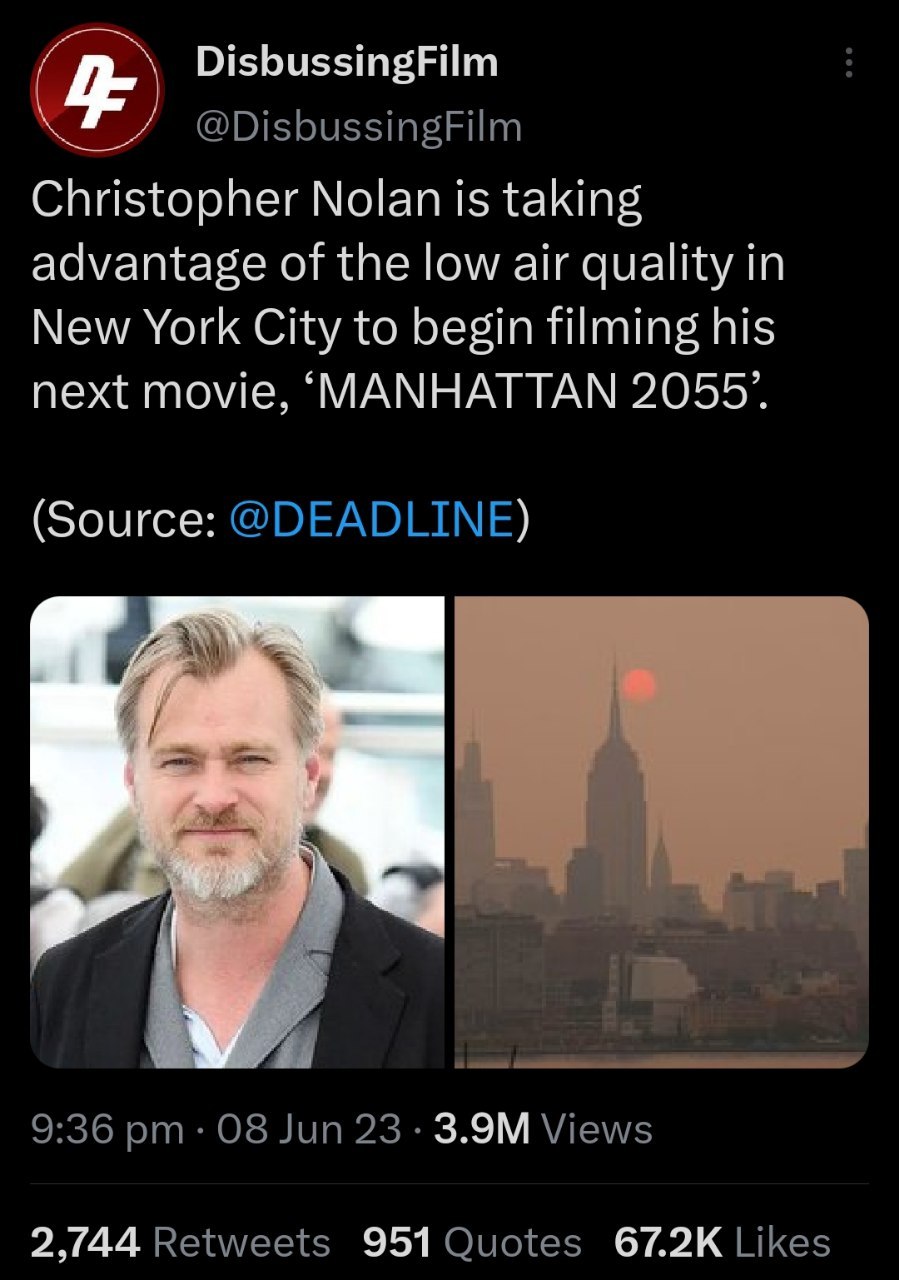 DF
DisbussingFilm
@DisbussingFilm
Christopher Nolan is taking
advantage of the low air quality in
New York City to begin filming his
next movie, ‘MANHATTAN 2055’.
(Source: @DEADLINE)
9:36 pm · 08 Jun 23 · 3.9M Views
2,744 Retweets 951 Quotes 67.2K Likes